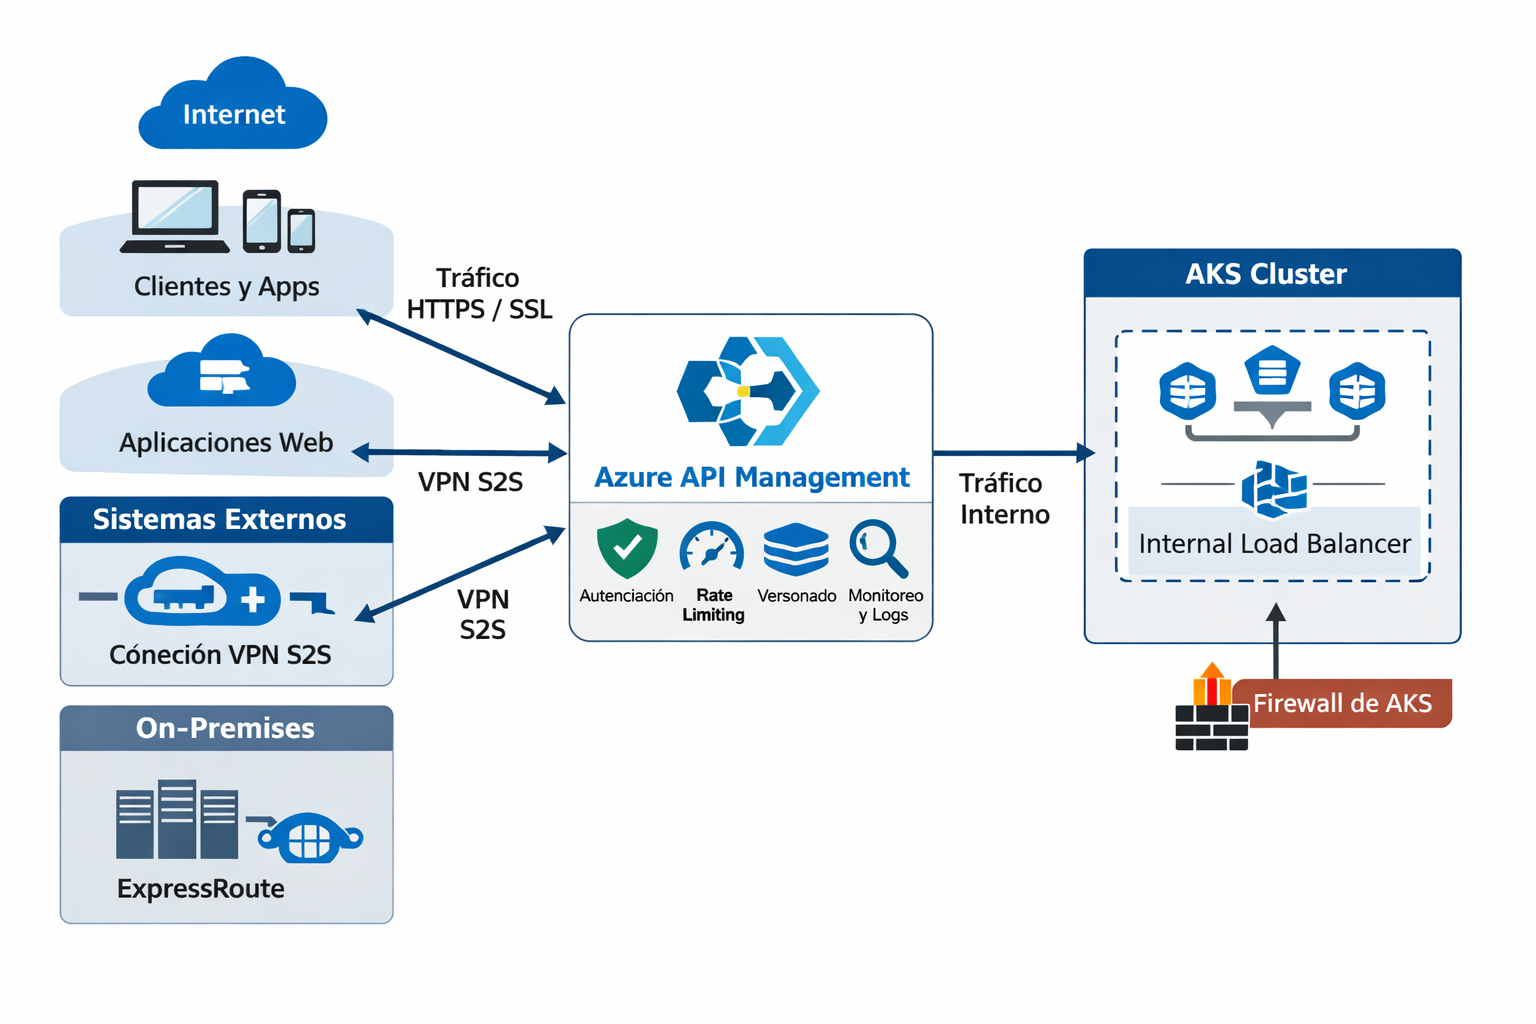 Internet
Clientes y Apps
Tráfico
HTTPS / SSL
Aplicaciones Web
VPN S2S
Sistemas Externos
Cóneción VPN S2S
VPN
S2S
On-Premises
ExpressRoute
Azure API Management
Autenciación
Rate
Limiting
Versonado
Monitoreo
y Logs
Tráfico
Interno
AKS Cluster
Internal Load Balancer
Firewall de AKS